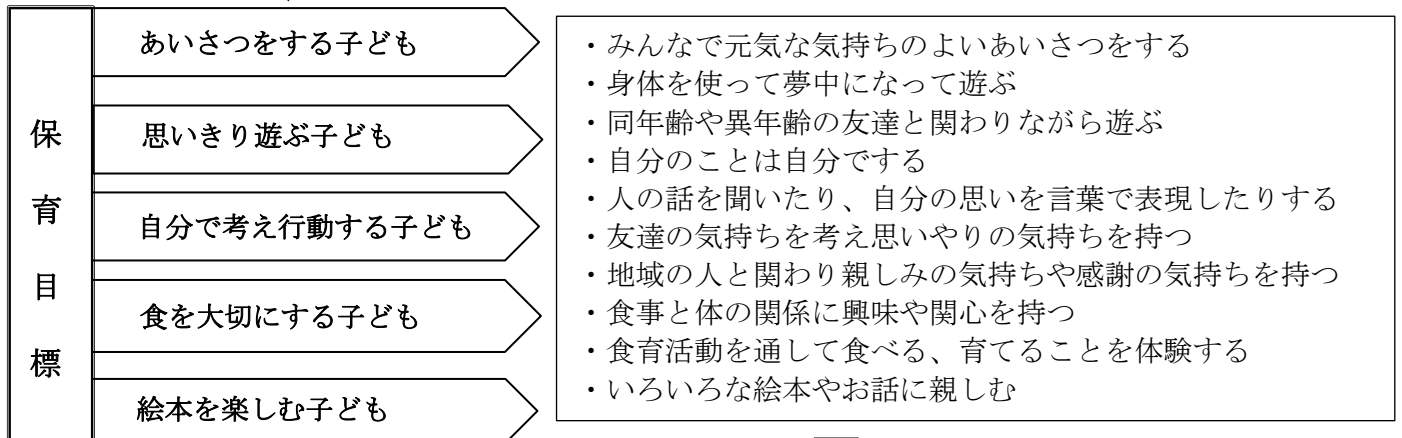 保育目標
あいさつをする子ども
思いきり遊ぶ子ども
自分で考え行動する子ども
食を大切にする子ども
絵本を楽しむ子ども
・みんなで元気な気持ちのよいあいさつをする
・身体を使って夢中になって遊ぶ
・同年齢や異年齢の友達と関わりながら遊ぶ
・自分のことは自分でする
・人の話を聞いたり、自分の思いを言葉で表現したりする
・友達の気持ちを考え思いやりの気持ちを持つ
・地域の人と関わり親しみの気持ちや感謝の気持ちを持つ
・食事と体の関係に興味や関心を持つ
・食育活動を通して食べる、育てることを体験する
・いろいろな絵本やお話に親しむ